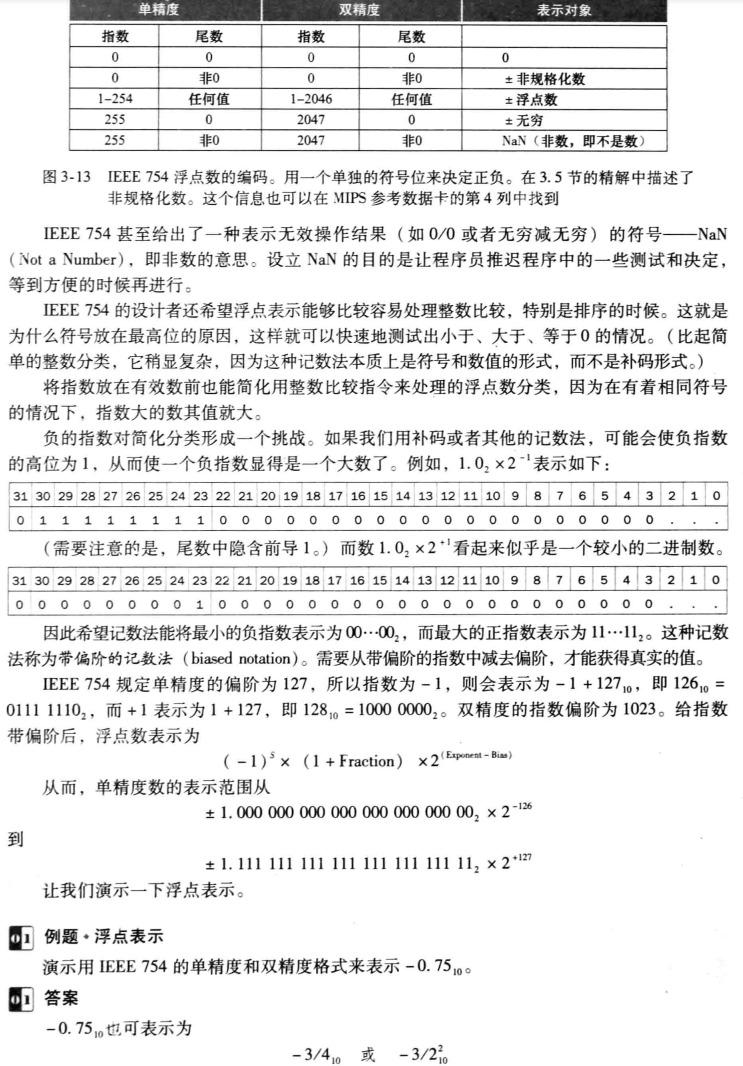 单精度 双精度 表示对象
指数 尾数 指数 尾数
0 0 0 0 0
0 非0 0 非0 ±非规格化数
1-254 任何值 1-2046 任何值 ±浮点数
255 0 2047 0 ±无穷
255 非0 2047 非0 NaN（非数，即不是数）
图3-13 IEEE 754 浮点数的编码。用一个单独的符号位来决定正负。在3.5节的精解中描述了
非规格化数。这个信息也可以在 MIPS 参考数据卡的第4列中找到
IEEE 754 甚至给出了一种表示无效操作结果（如0/0或者无穷减无穷）的符号——NaN
（Not a Number），即非数的意思。设立 NaN 的目的是让程序员推迟程序中的一些测试和决定，
等到方便的时候再进行。
IEEE 754 的设计者还希望浮点表示能够比较容易处理整数比较，特别是排序的时候。这就是
为什么符号放在最高位的原因，这样就可以快速地测试出小于、大于、等于0的情况。（比起简
单的整数分类，它稍显复杂，因为这种记数法本质上是符号和数值的形式，而不是补码形式。）
将指数放在有效数前也能简化用整数比较指令来处理的浮点数分类，因为在有着相同符号
的情况下，指数大的数其值就大。
负的指数对简化分类形成一个挑战。如果我们用补码或者其他的记数法，可能会使负指数
的高位为1，从而使一个负指数显得是一个大数了。例如，1.0₂ ×2⁻¹表示如下：
31 30 29 28 27 26 25 24 23 22 21 20 19 18 17 16 15 14 13 12 11 10 9 8 7 6 5 4 3 2 1 0
0 1 1 1 1 1 1 1 1 0 0 0 0 0 0 0 0 0 0 0 0 0 0 0 0 0 0 0 0 . . .
（需要注意的是，尾数中隐含前导1。）而数1.0₂ ×2⁺¹看起来似乎是一个较小的二进制数。
31 30 29 28 27 26 25 24 23 22 21 20 19 18 17 16 15 14 13 12 11 10 9 8 7 6 5 4 3 2 1 0
0 0 0 0 0 0 0 0 1 0 0 0 0 0 0 0 0 0 0 0 0 0 0 0 0 0 0 0 0 . . .
因此希望记数法能将最小的负指数表示为00…00₂，而最大的正指数表示为11…11₂。这种记数
法称为带偏阶的记数法（biased notation）。需要从带偏阶的指数中减去偏阶，才能获得真实的值。
IEEE 754 规定单精度的偏阶为127，所以指数为-1，则会表示为-1+127₁₀，即126₁₀ =
0111 1110₂，而+1表示为1+127，即128₁₀ =1000 0000₂。双精度的指数偏阶为1023。给指数
带偏阶后，浮点数表示为
(-1)^S × (1+Fraction) ×2^(Exponent-Bias)
从而，单精度数的表示范围从
±1.000 000 000 000 000 000 000 00₂ ×2⁻¹²⁶
到
±1.111 111 111 111 111 111 111 11₂ ×2⁺¹²⁷
让我们演示一下浮点表示。
01 例题·浮点表示
演示用 IEEE 754 的单精度和双精度格式来表示-0.75₁₀。
01 答案
-0.75₁₀也可表示为
-3/4₁₀ 或 -3/2²₁₀